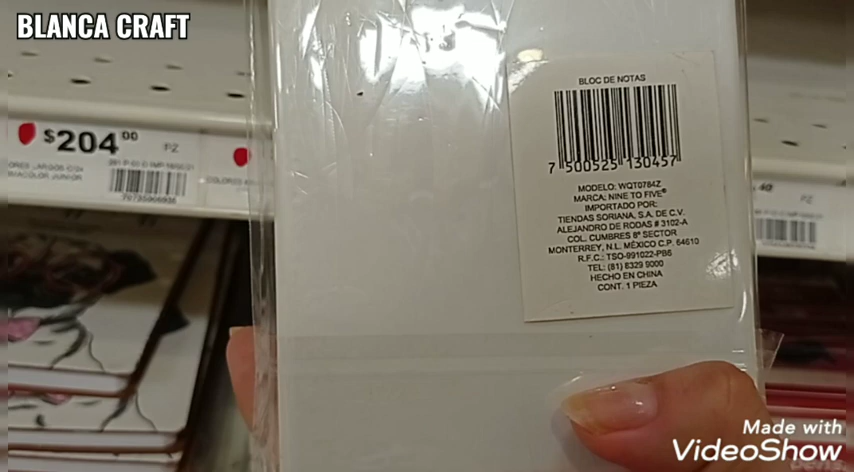 BLANCA CRAFT
$204 00
PZ
BLOC DE NOTAS
7 500525 130457
MODELO: WQT0784Z
MARCA: NINE TO FIVE®
IMPORTADO POR:
TIENDAS SORIANA, S.A. DE C.V.
ALEJANDRO DE RODAS # 3102-A
COL. CUMBRES 8º SECTOR
MONTERREY, N.L. MÉXICO C.P. 64610
R.F.C.: TSO-991022-PB6
TEL: (81) 8329 9000
HECHO EN CHINA
CONT. 1 PIEZA
PZ
Made with
VideoShow